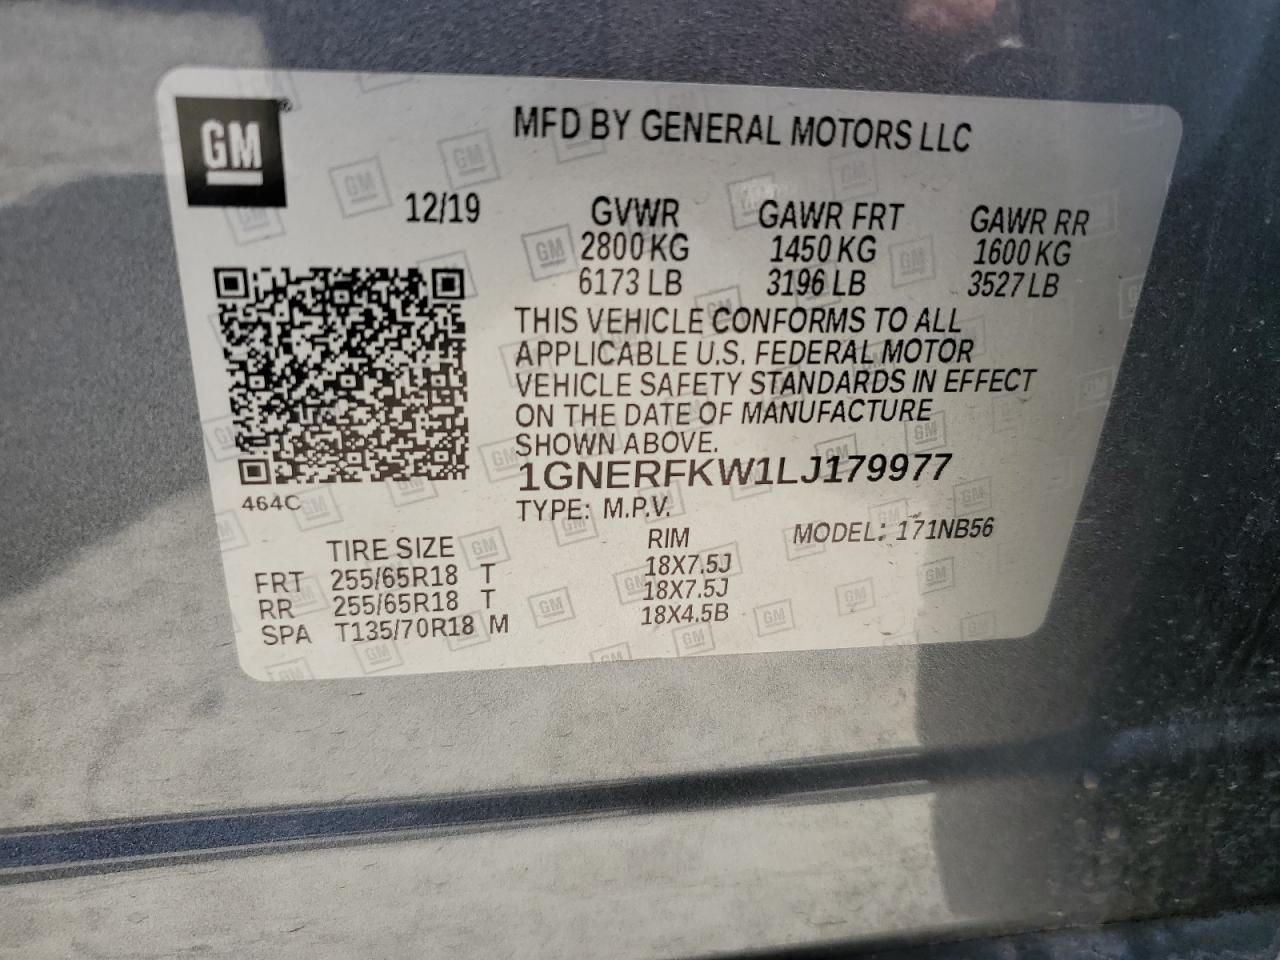 GM
MFD BY GENERAL MOTORS LLC
12/19 GVWR GAWR FRT GAWR RR
2800 KG 1450 KG 1600 KG
6173 LB 3196 LB 3527 LB
THIS VEHICLE CONFORMS TO ALL
APPLICABLE U.S. FEDERAL MOTOR
VEHICLE SAFETY STANDARDS IN EFFECT
ON THE DATE OF MANUFACTURE
SHOWN ABOVE.
1GNERFKW1LJ179977
464C
TYPE: M.P.V.
MODEL: 171NB56
TIRE SIZE RIM
FRT 255/65R18 T 18X7.5J
RR 255/65R18 T 18X7.5J
SPA T135/70R18 M 18X4.5B